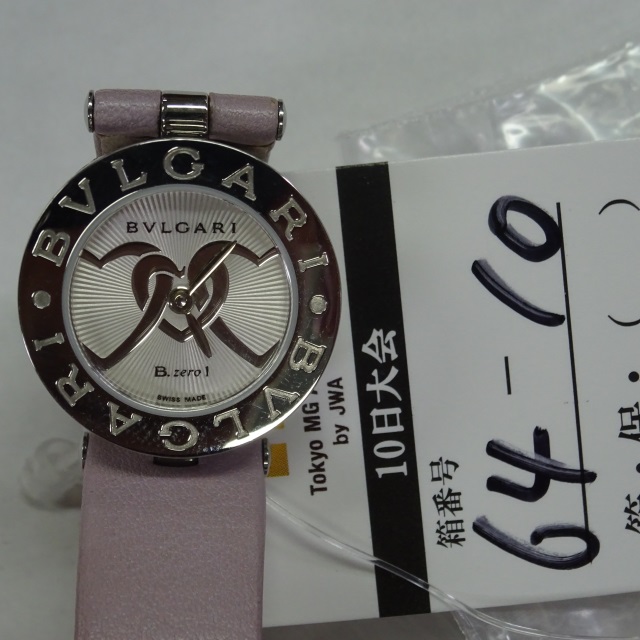 BVLGARI
BVLGARI
BVLGARI
B.zero1
SWISS MADE
Tokyo MG
by JWA
10日大会
箱番号
64-10